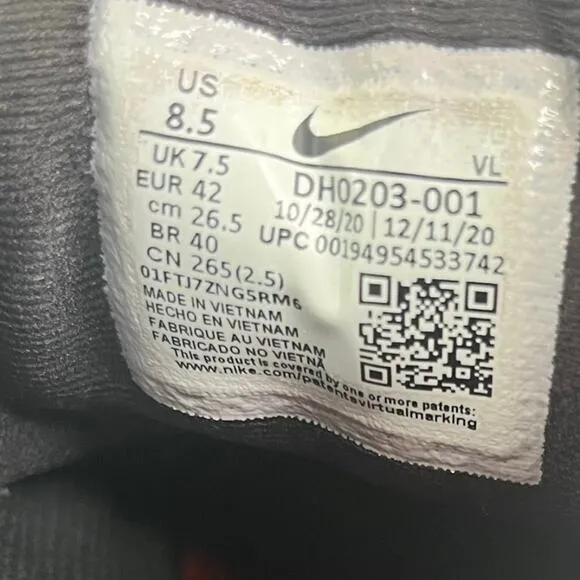 US
8.5
VL
UK 7.5
EUR 42
cm 26.5
BR 40
CN 265(2.5)
DH0203-001
10/28/20 | 12/11/20
UPC 00194954533742
01FTJ7ZNG5RM6
MADE IN VIETNAM
HECHO EN VIETNAM
FABRIQUE AU VIETNAM
FABRICADO NO VIETNÃ
This product is covered by one or more patents:
www.nike.com/patentsvirtualmarking